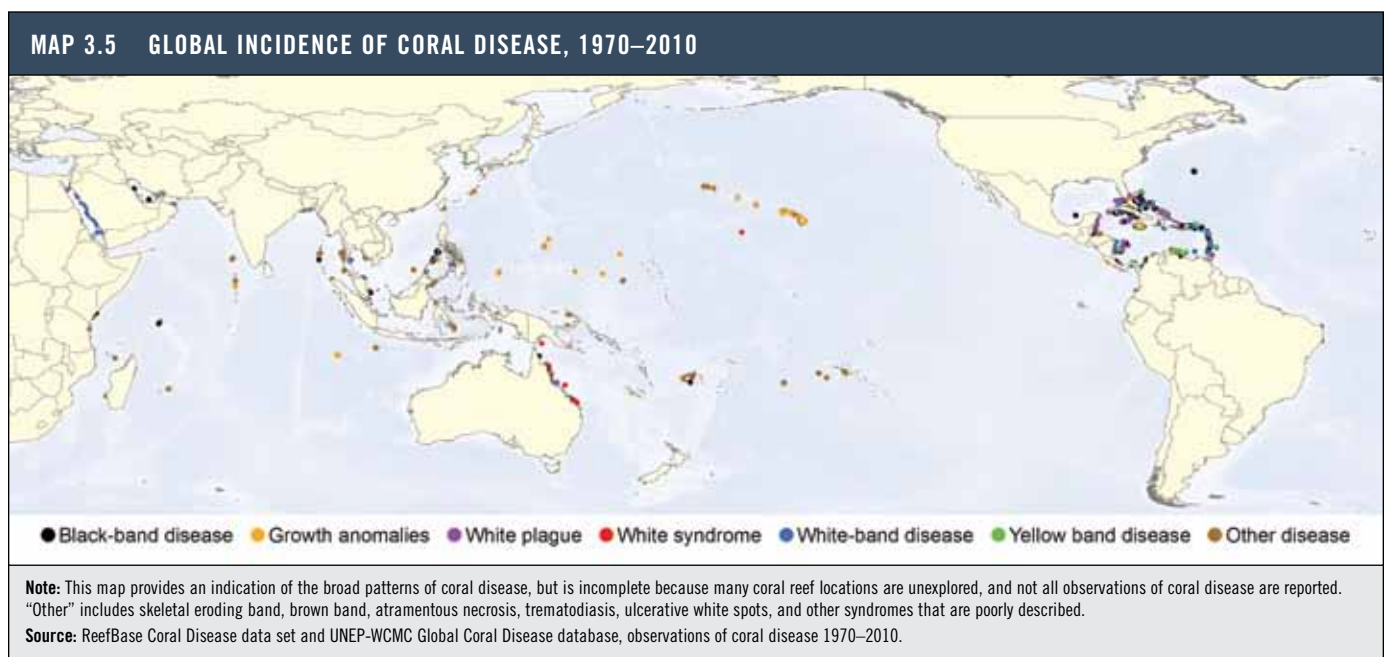 MAP 3.5 GLOBAL INCIDENCE OF CORAL DISEASE, 1970–2010
Black-band disease Growth anomalies White plague White syndrome White-band disease Yellow band disease Other disease
Note: This map provides an indication of the broad patterns of coral disease, but is incomplete because many coral reef locations are unexplored, and not all observations of coral disease are reported.
“Other” includes skeletal eroding band, brown band, atramentous necrosis, trematodiasis, ulcerative white spots, and other syndromes that are poorly described.
Source: ReefBase Coral Disease data set and UNEP-WCMC Global Coral Disease database, observations of coral disease 1970–2010.